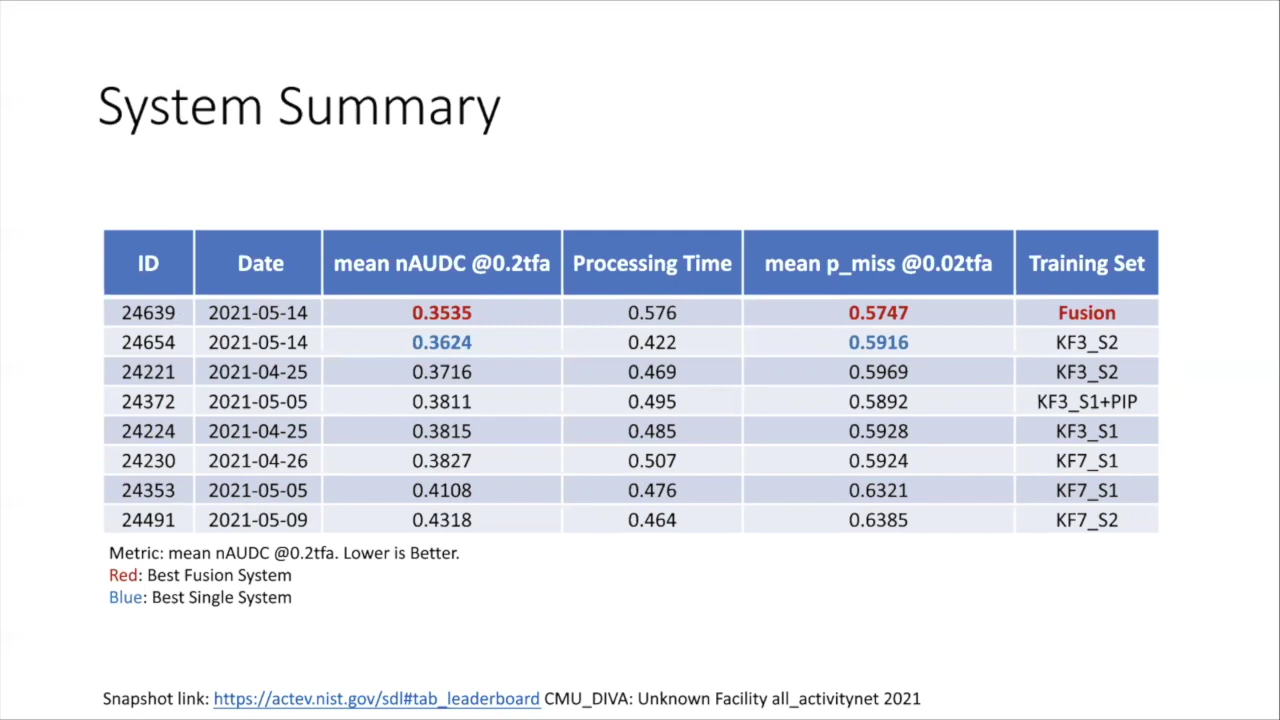 System Summary
ID Date mean nAUDC @0.2tfa Processing Time mean p_miss @0.02tfa Training Set
24639 2021-05-14 0.3535 0.576 0.5747 Fusion
24654 2021-05-14 0.3624 0.422 0.5916 KF3_S2
24221 2021-04-25 0.3716 0.469 0.5969 KF3_S2
24372 2021-05-05 0.3811 0.495 0.5892 KF3_S1+PIP
24224 2021-04-25 0.3815 0.485 0.5928 KF3_S1
24230 2021-04-26 0.3827 0.507 0.5924 KF7_S1
24353 2021-05-05 0.4108 0.476 0.6321 KF7_S1
24491 2021-05-09 0.4318 0.464 0.6385 KF7_S2
Metric: mean nAUDC @0.2tfa. Lower is Better.
Red: Best Fusion System
Blue: Best Single System
Snapshot link: https://actev.nist.gov/sdl#tab_leaderboard CMU_DIVA: Unknown Facility all_activitynet 2021